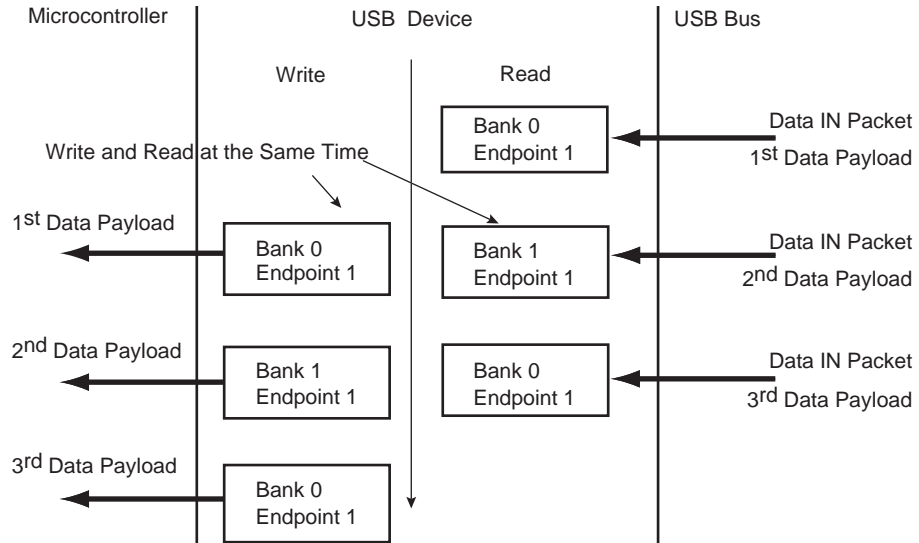 Microcontroller
USB Device
USB Bus
Write
Read
Bank 0
Endpoint 1
Data IN Packet
1st Data Payload
Write and Read at the Same Time
1st Data Payload
Bank 0
Endpoint 1
Bank 1
Endpoint 1
Data IN Packet
2nd Data Payload
2nd Data Payload
Bank 1
Endpoint 1
Bank 0
Endpoint 1
Data IN Packet
3rd Data Payload
3rd Data Payload
Bank 0
Endpoint 1